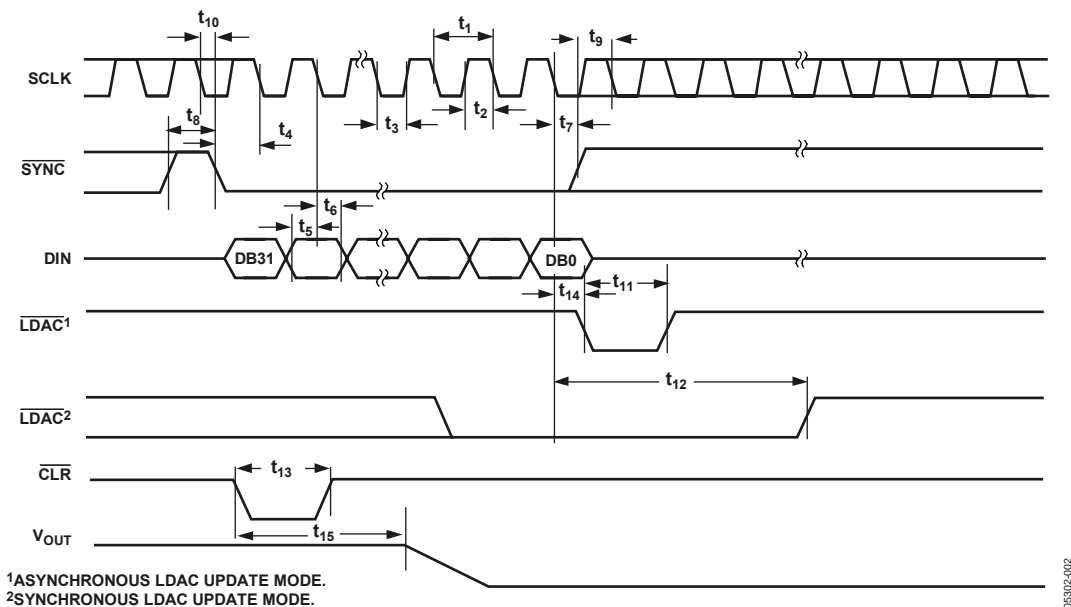 t10
t1
t9
SCLK
t8
t4
t3
t2
t7
SYNC
t6
t5
DIN
DB31
DB0
t14
t11
LDAC1
t12
LDAC2
CLR
t13
t15
VOUT
1ASYNCHRONOUS LDAC UPDATE MODE.
2SYNCHRONOUS LDAC UPDATE MODE.
05302-002